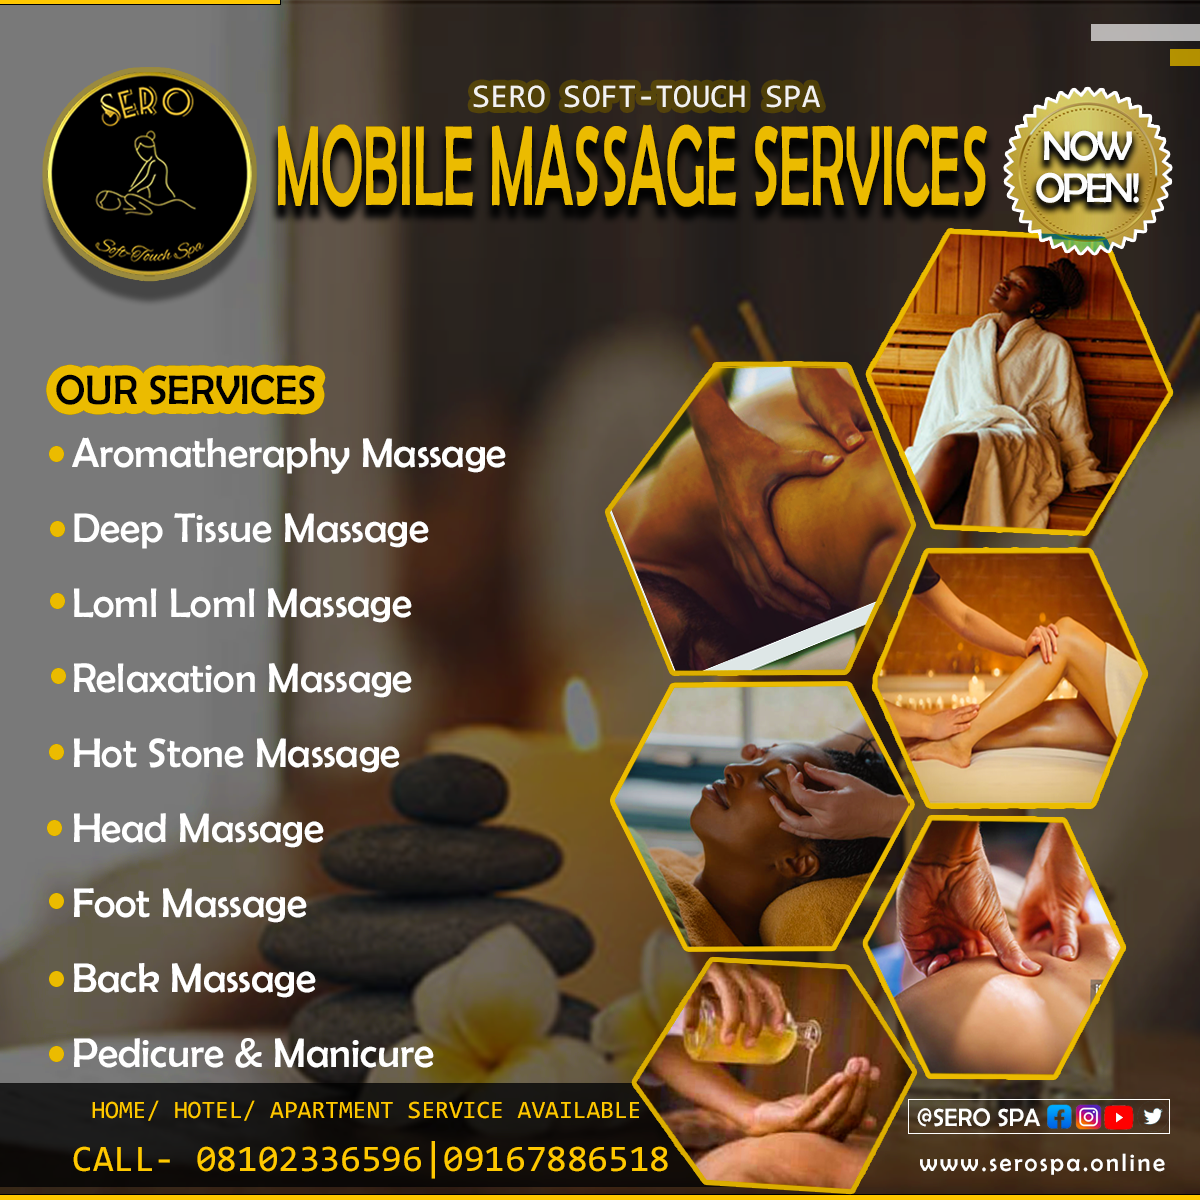 SERO
Soft-Touch Spa
SERO SOFT-TOUCH SPA
MOBILE MASSAGE SERVICES
NOW
OPEN!
OUR SERVICES
Aromatheraphy Massage
Deep Tissue Massage
Loml Loml Massage
Relaxation Massage
Hot Stone Massage
Head Massage
Foot Massage
Back Massage
Pedicure & Manicure
HOME/ HOTEL/ APARTMENT SERVICE AVAILABLE
CALL- 08102336596|09167886518
@SERO SPA
www.serospa.online